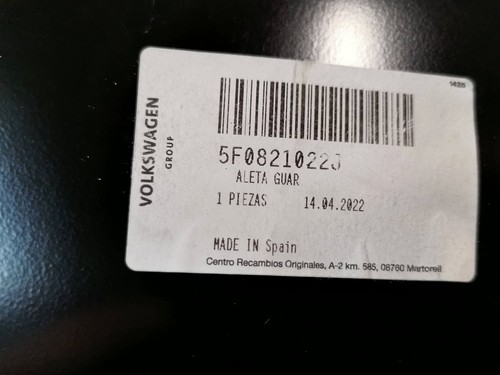 1425
VOLKSWAGEN
GROUP
5F0821022J
ALETA GUAR
1 PIEZAS 14.04.2022
MADE IN Spain
Centro Recambios Originales, A-2 km. 585, 08760 Martorell